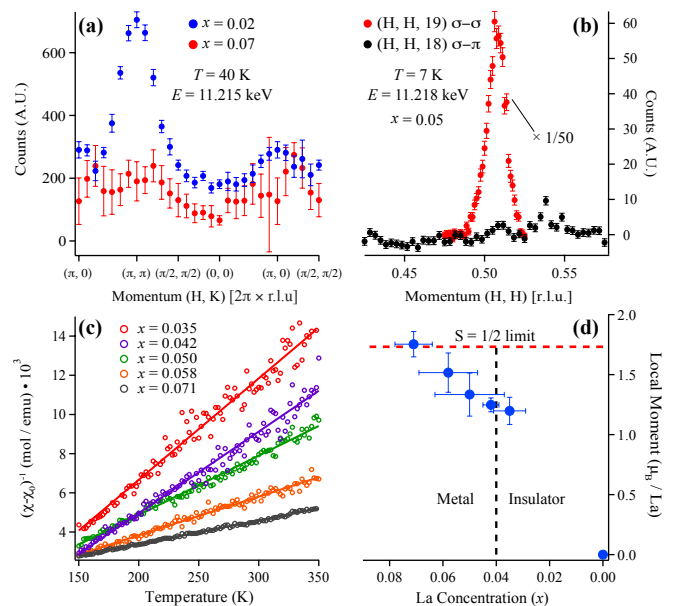 (a)
x = 0.02
x = 0.07
T = 40 K
E = 11.215 keV
Counts (A.U.)
600
400
200
0
(π, 0)
(π, π)
(π/2, π/2)
(0, 0)
(π, 0)
(π/2, π/2)
Momentum (H, K) [2π × r.l.u]
(b)
(H, H, 19) σ–σ
(H, H, 18) σ–π
T = 7 K
E = 11.218 keV
x = 0.05
× 1/50
60
50
40
30
20
10
0
Counts (A.U.)
0.45
0.50
0.55
Momentum (H, H) [r.l.u.]
(c)
x = 0.035
x = 0.042
x = 0.050
x = 0.058
x = 0.071
(χ-χ₀)⁻¹ (mol / emu) • 10³
14
12
10
8
6
4
150
200
250
300
350
Temperature (K)
(d)
S = 1/2 limit
Metal
Insulator
2.0
1.5
1.0
0.5
0.0
Local Moment (μB / La)
0.08
0.06
0.04
0.02
0.00
La Concentration (x)